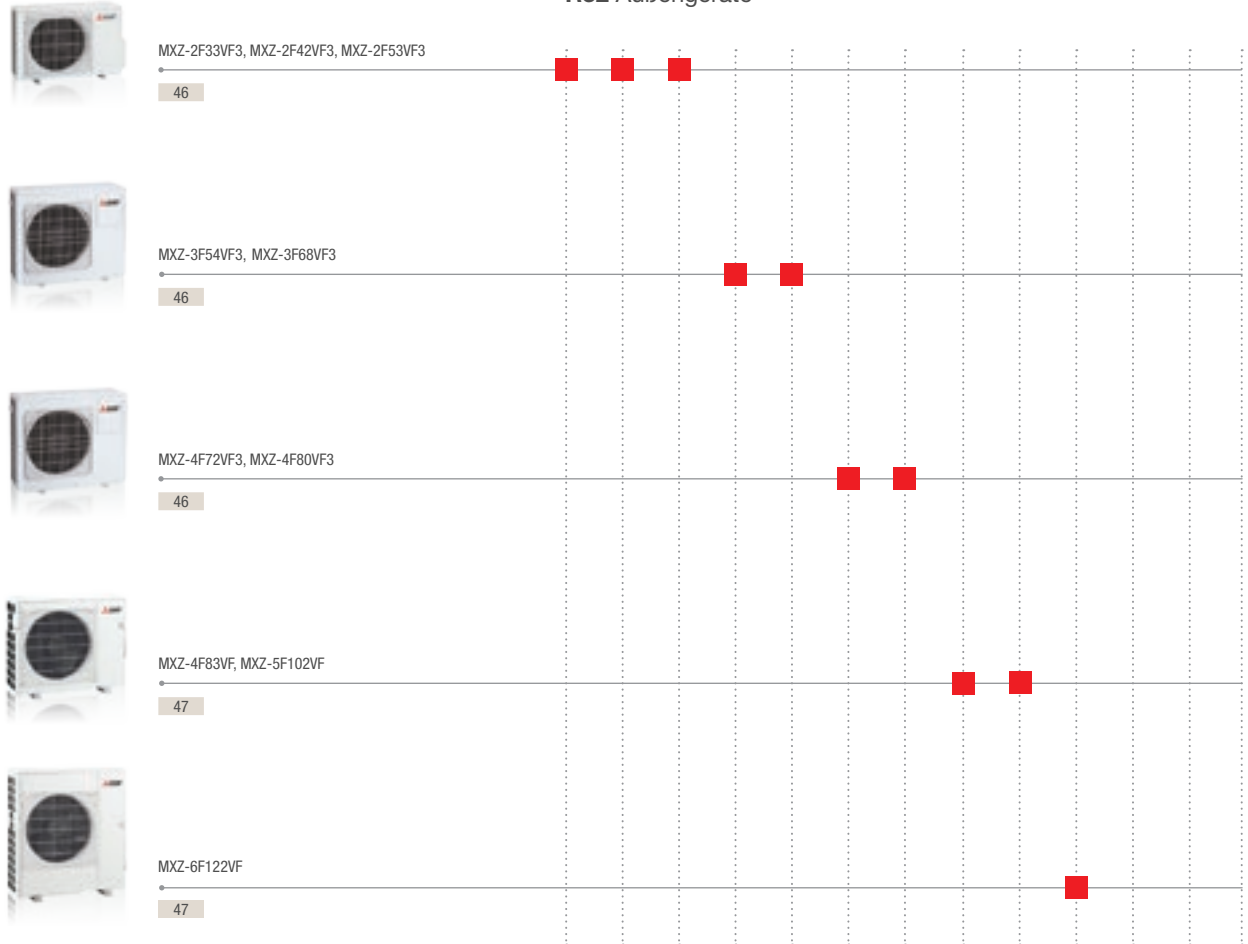 Außengeräte
MXZ-2F33VF3, MXZ-2F42VF3, MXZ-2F53VF3
46
MXZ-3F54VF3, MXZ-3F68VF3
46
MXZ-4F72VF3, MXZ-4F80VF3
46
MXZ-4F83VF, MXZ-5F102VF
47
MXZ-6F122VF
47